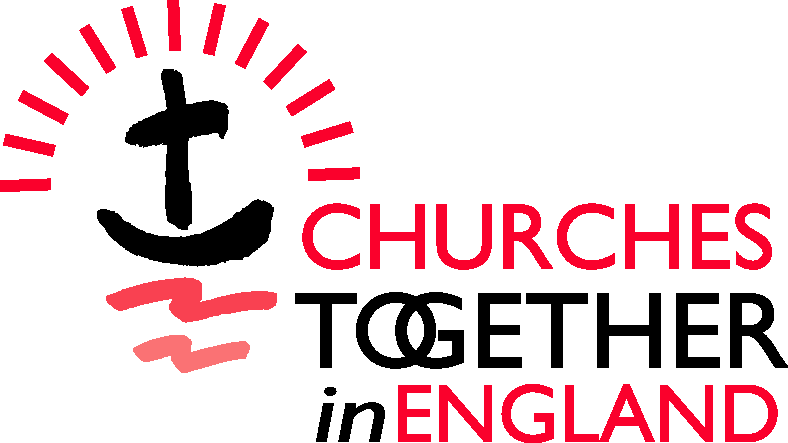 CHURCHES
TOGETHER
in ENGLAND